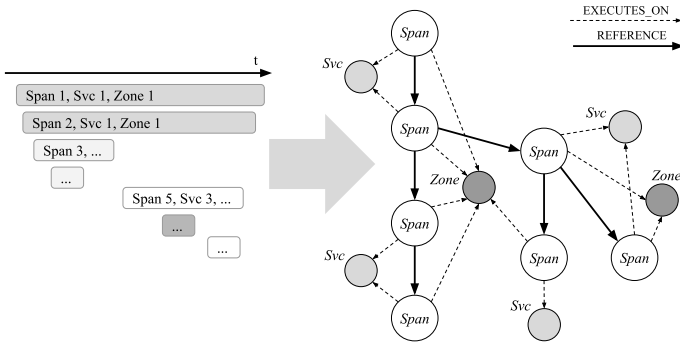 t
Span 1, Svc 1, Zone 1
Span 2, Svc 1, Zone 1
Span 3, ...
...
Span 5, Svc 3, ...
...
...
EXECUTES_ON
REFERENCE
Span
Svc
Span
Svc
Span
Zone
Zone
Span
Svc
Span
Span
Svc
Span